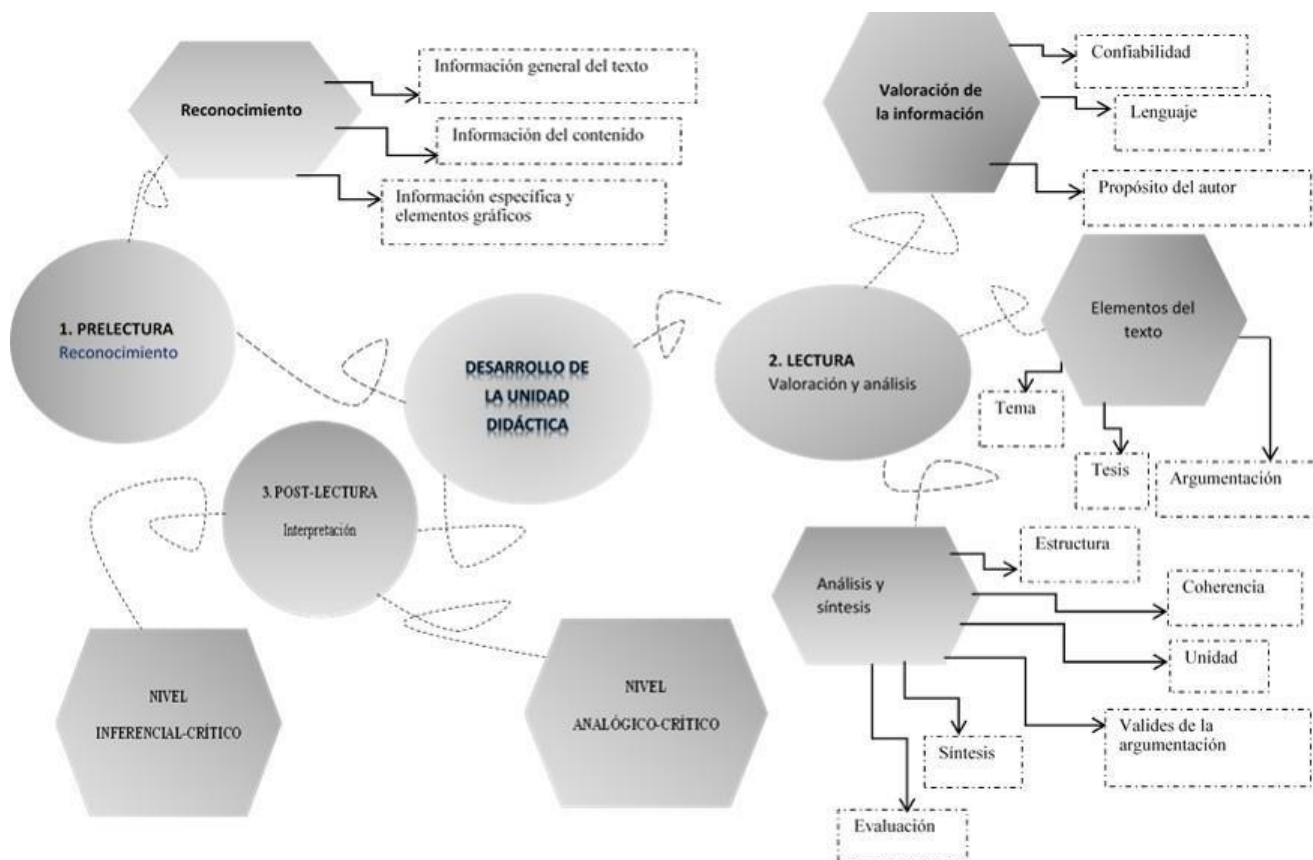 Reconocimiento
Información general del texto
Información del contenido
Información especifica y
elementos gráficos
1. PRELECTURA
Reconocimiento
DESARROLLO DE
LA UNIDAD
DIDÁCTICA
2. LECTURA
Valoración y análisis
Valoración de
la información
Confiabilidad
Lenguaje
Propósito del autor
Elementos del
texto
Tema
Tesis
Argumentación
Análisis y
síntesis
Estructura
Coherencia
Unidad
Valides de la
argumentación
Síntesis
Evaluación
3. POST-LECTURA
Interpretación
NIVEL
INFERENCIAL-CRÍTICO
NIVEL
ANALÓGICO-CRÍTICO